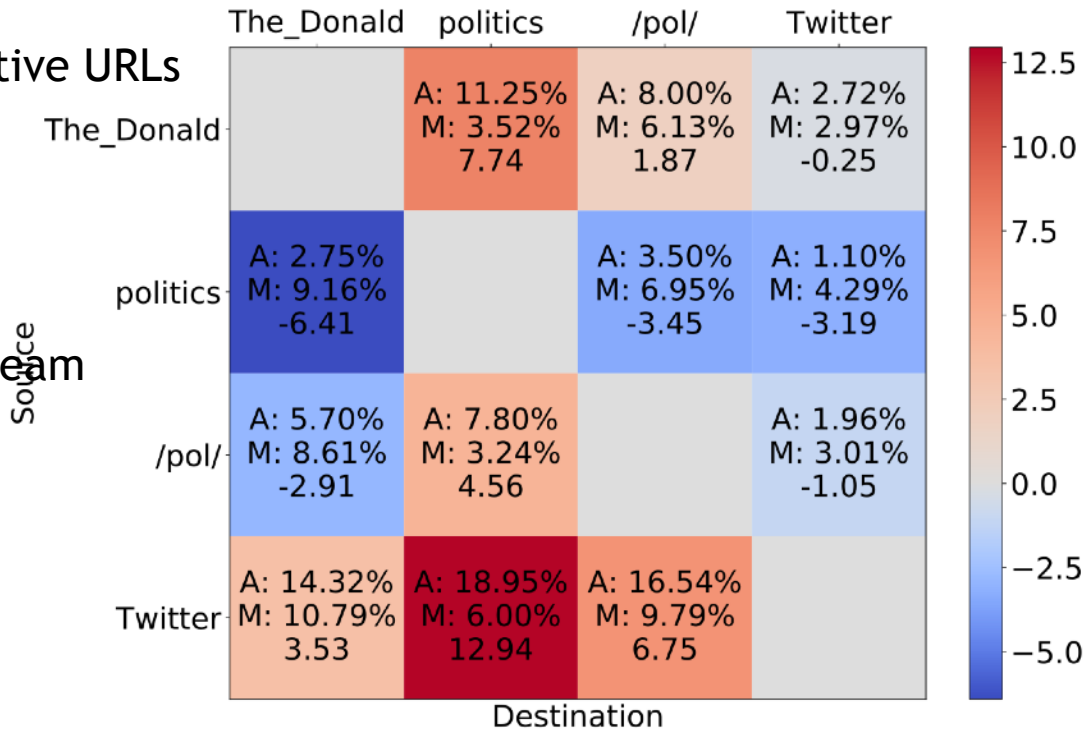 The_Donald politics /pol/ Twitter
tive URLs
The_Donald
A: 11.25%
M: 3.52%
7.74
A: 8.00%
M: 6.13%
1.87
A: 2.72%
M: 2.97%
-0.25
politics
A: 2.75%
M: 9.16%
-6.41
A: 3.50%
M: 6.95%
-3.45
A: 1.10%
M: 4.29%
-3.19
eam
Source
/pol/
A: 5.70%
M: 8.61%
-2.91
A: 7.80%
M: 3.24%
4.56
A: 1.96%
M: 3.01%
-1.05
Twitter
A: 14.32%
M: 10.79%
3.53
A: 18.95%
M: 6.00%
12.94
A: 16.54%
M: 9.79%
6.75
Destination
12.5
10.0
7.5
5.0
2.5
0.0
−2.5
−5.0